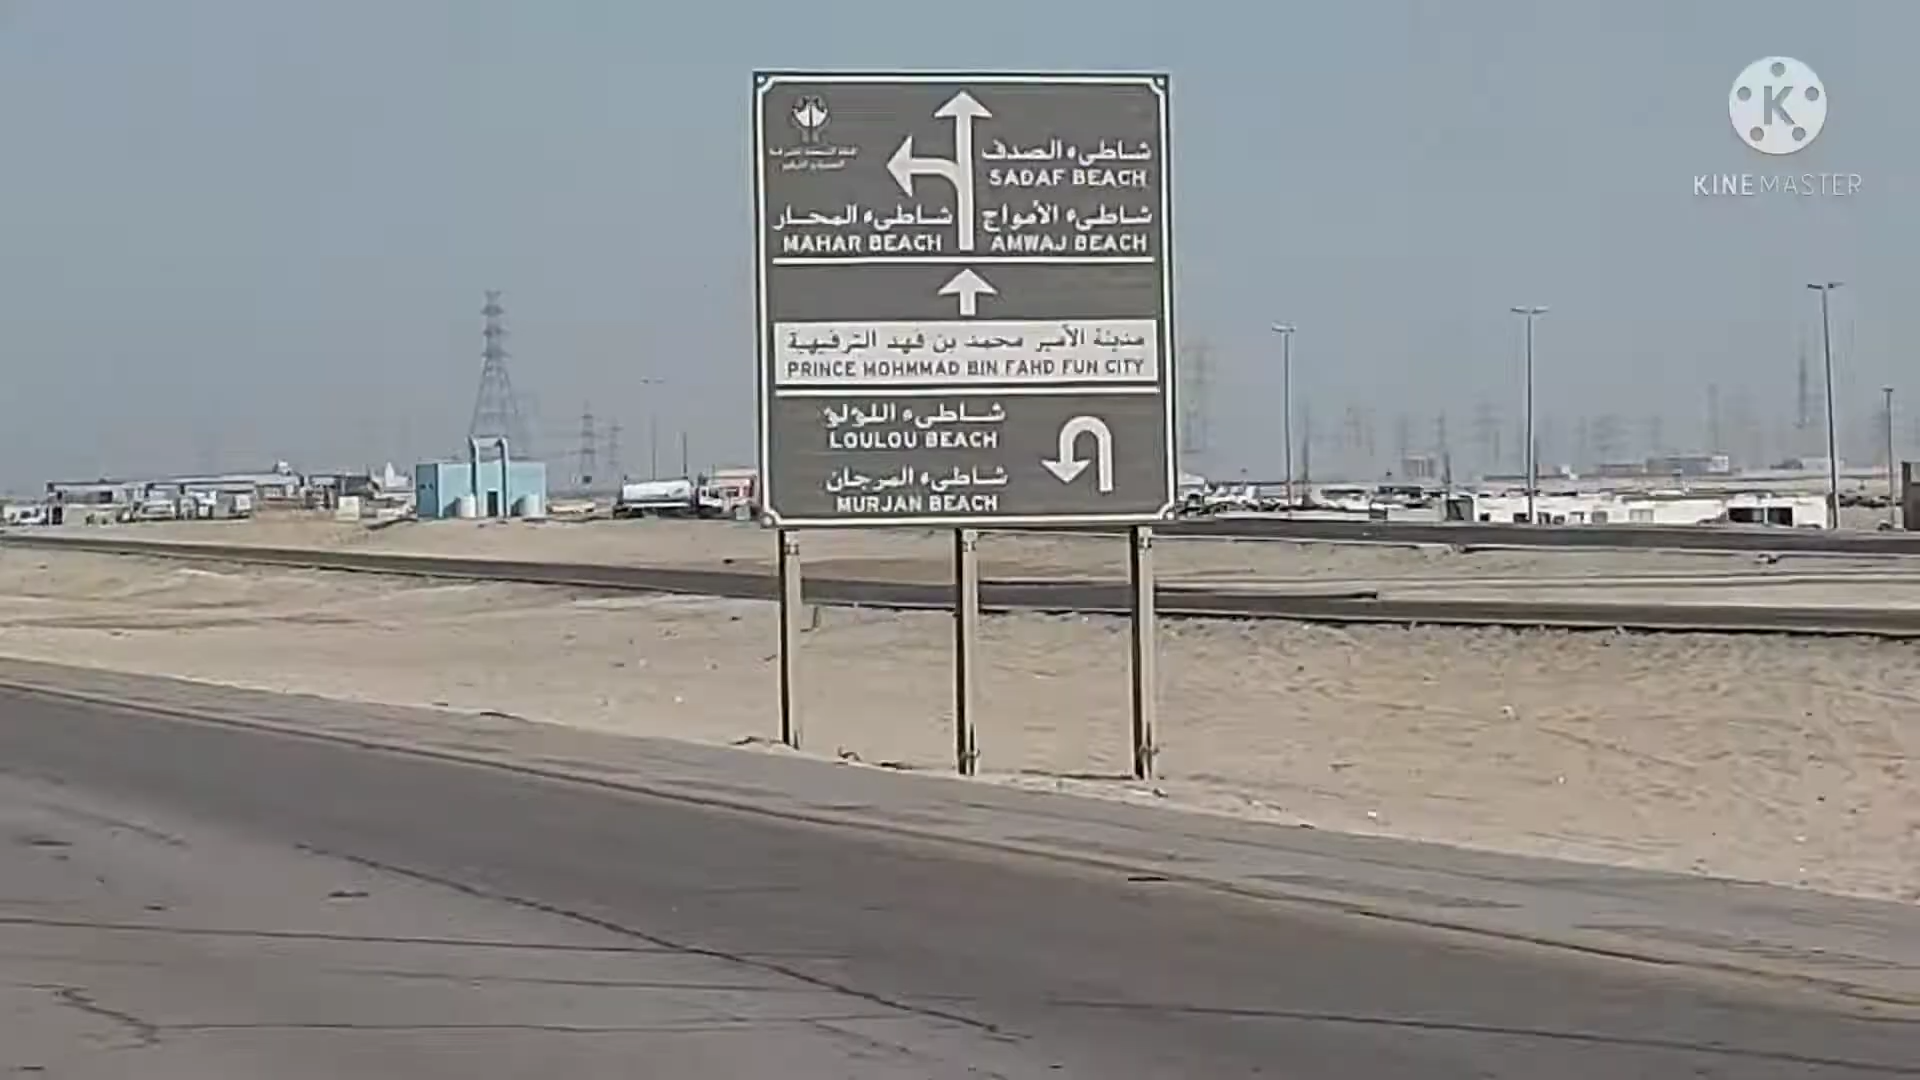 شاطىء الصدف
SADAF BEACH
شاطىء المحار
MAHAR BEACH
شاطىء الأمواج
AMWAJ BEACH
مدينة الأمير محمد بن فهد الترفيهية
PRINCE MOHMMAD BIN FAHD FUN CITY
شاطىء اللؤلؤ
LOULOU BEACH
شاطىء المرجان
MURJAN BEACH
K
KINEMASTER